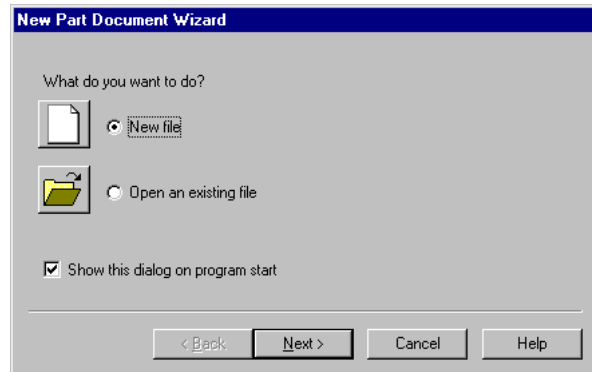 New Part Document Wizard
What do you want to do?
New file
Open an existing file
Show this dialog on program start
< Back Next > Cancel Help